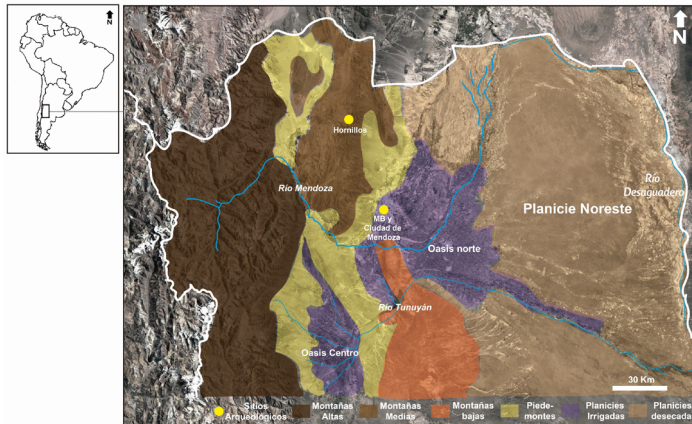 N
N
Hornillos
Río Mendoza
Río
Desaguadero
Planicie Noreste
MB y
Ciudad de
Mendoza
Oasis norte
Río Tunuyán
Oasis Centro
30 Km
Sitios
Arqueológicos
Montañas
Altas
Montañas
Medias
Montañas
bajas
Piede-
montes
Planicies
Irrigadas
Planicies
desecadas